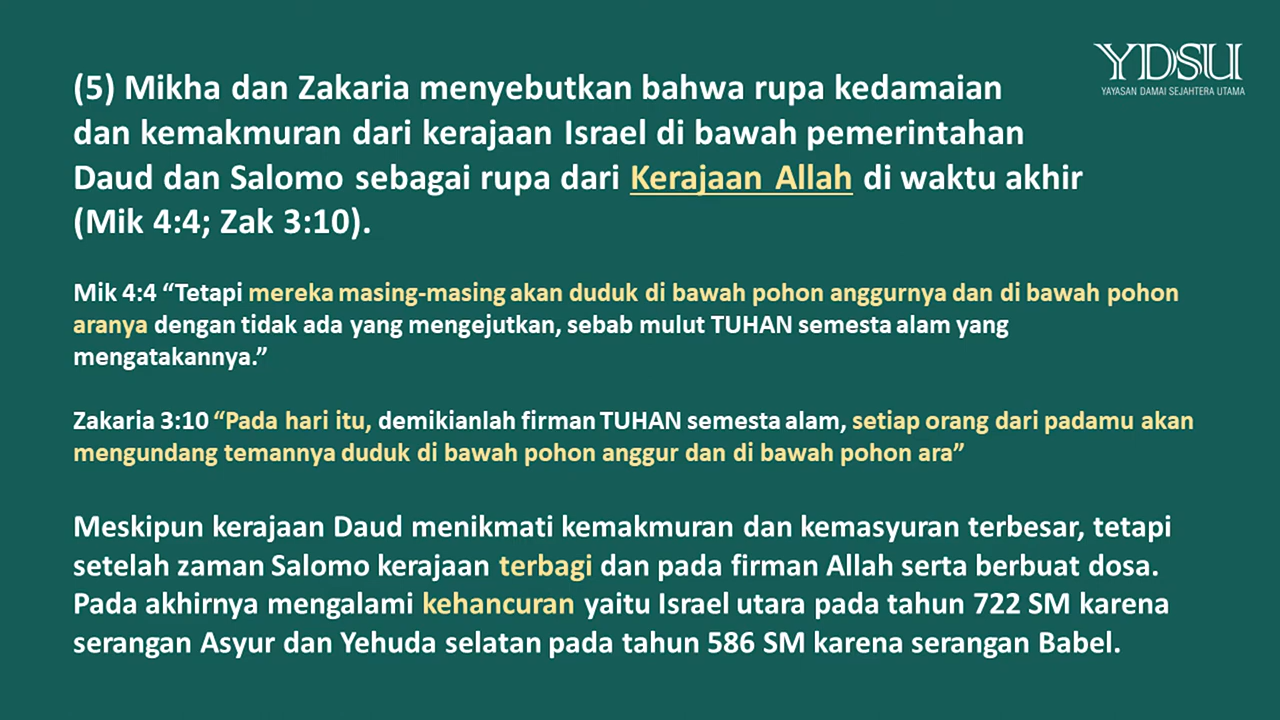 YDSU
YAYASAN DAMAI SEJAHTERA UTAMA
(5) Mikha dan Zakaria menyebutkan bahwa rupa kedamaian
dan kemakmuran dari kerajaan Israel di bawah pemerintahan
Daud dan Salomo sebagai rupa dari Kerajaan Allah di waktu akhir
(Mik 4:4; Zak 3:10).
Mik 4:4 “Tetapi mereka masing-masing akan duduk di bawah pohon anggurnya dan di bawah pohon
aranya dengan tidak ada yang mengejutkan, sebab mulut TUHAN semesta alam yang
mengatakannya.”
Zakaria 3:10 “Pada hari itu, demikianlah firman TUHAN semesta alam, setiap orang dari padamu akan
mengundang temannya duduk di bawah pohon anggur dan di bawah pohon ara”
Meskipun kerajaan Daud menikmati kemakmuran dan kemasyuran terbesar, tetapi
setelah zaman Salomo kerajaan terbagi dan pada firman Allah serta berbuat dosa.
Pada akhirnya mengalami kehancuran yaitu Israel utara pada tahun 722 SM karena
serangan Asyur dan Yehuda selatan pada tahun 586 SM karena serangan Babel.